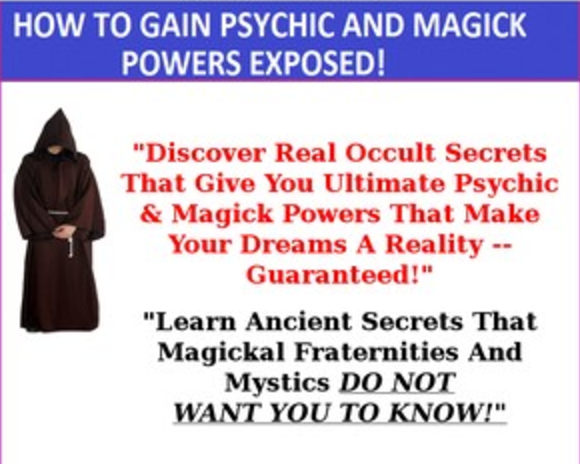 HOW TO GAIN PSYCHIC AND MAGICK
POWERS EXPOSED!
"Discover Real Occult Secrets
That Give You Ultimate Psychic
& Magick Powers That Make
Your Dreams A Reality --
Guaranteed!"
"Learn Ancient Secrets That
Magickal Fraternities And
Mystics DO NOT
WANT YOU TO KNOW!"